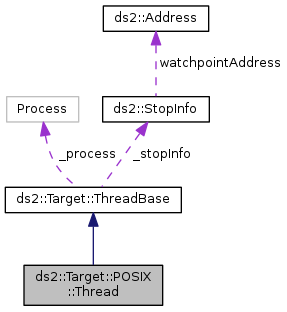 ds2::Address
watchpointAddress
Process
ds2::StopInfo
_process
_stopInfo
ds2::Target::ThreadBase
ds2::Target::POSIX
::Thread